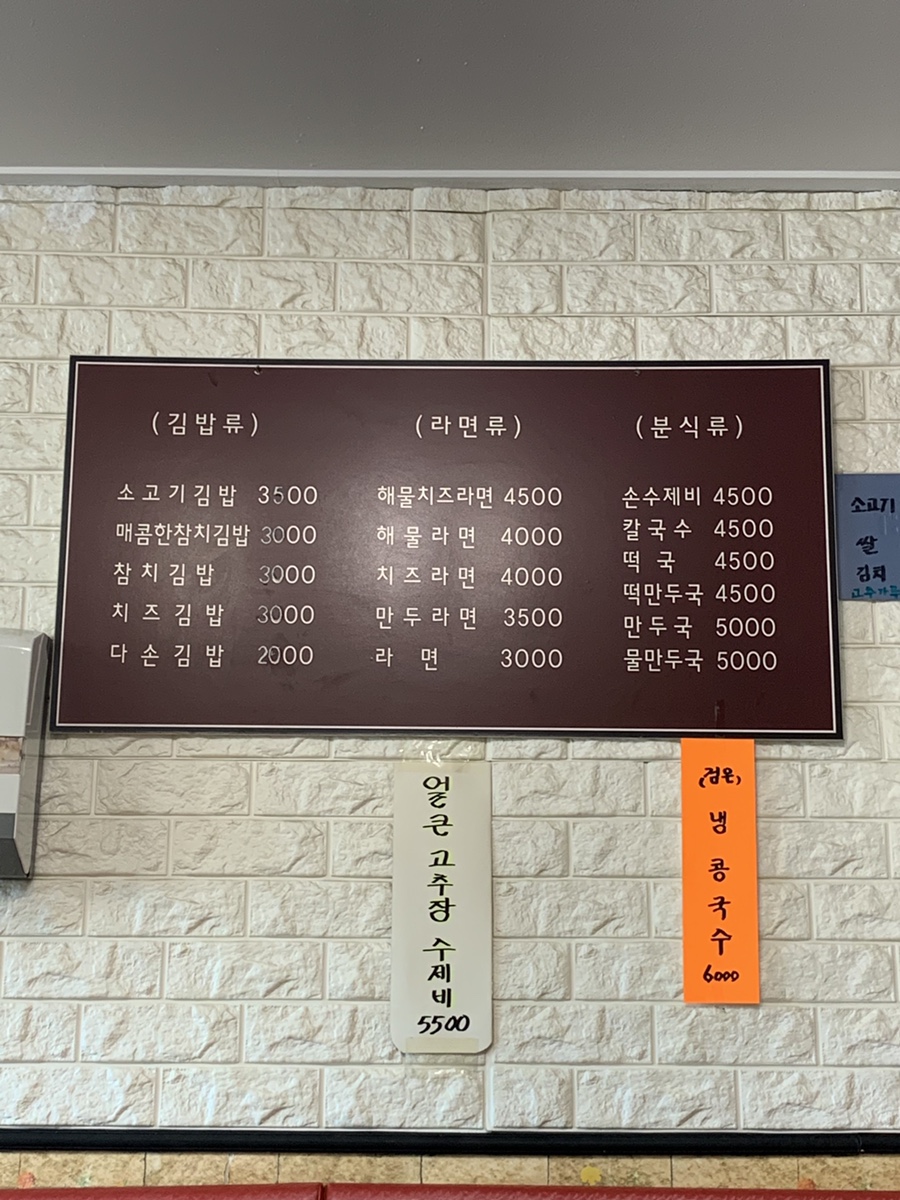 (김밥류)
소고기김밥 3500
매콤한참치김밥 3000
참치김밥 3000
치즈김밥 3000
다손김밥 2000
(라면류)
해물치즈라면 4500
해물라면 4000
치즈라면 4000
만두라면 3500
라면 3000
(분식류)
손수제비 4500
칼국수 4500
떡국 4500
떡만두국 4500
만두국 5000
물만두국 5000
소고기
쌀
김치
고추가루
얼큰 고추장 수제비
5500
(검은)
냉콩국수
6000